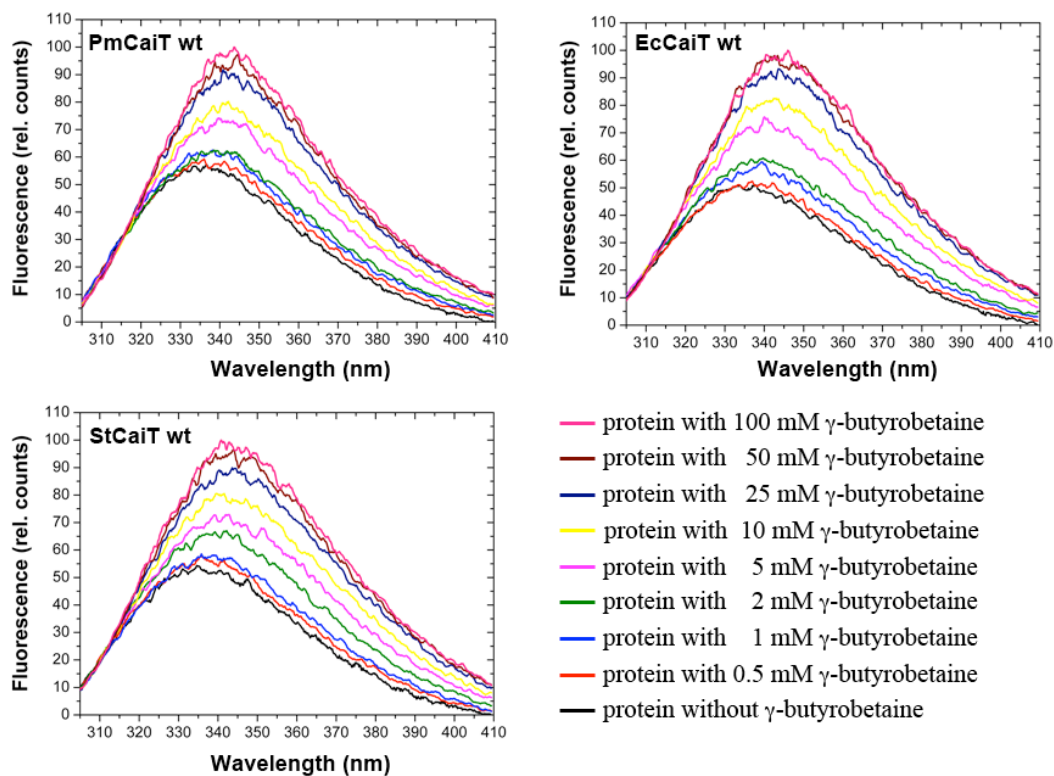 PmCaiT wt
Fluorescence (rel. counts)
110
100
90
80
70
60
50
40
30
20
10
0
310 320 330 340 350 360 370 380 390 400 410
Wavelength (nm)
EcCaiT wt
Fluorescence (rel. counts)
110
100
90
80
70
60
50
40
30
20
10
0
310 320 330 340 350 360 370 380 390 400 410
Wavelength (nm)
StCaiT wt
Fluorescence (rel. counts)
110
100
90
80
70
60
50
40
30
20
10
0
310 320 330 340 350 360 370 380 390 400 410
Wavelength (nm)
protein with 100 mM γ-butyrobetaine
protein with 50 mM γ-butyrobetaine
protein with 25 mM γ-butyrobetaine
protein with 10 mM γ-butyrobetaine
protein with 5 mM γ-butyrobetaine
protein with 2 mM γ-butyrobetaine
protein with 1 mM γ-butyrobetaine
protein with 0.5 mM γ-butyrobetaine
protein without γ-butyrobetaine